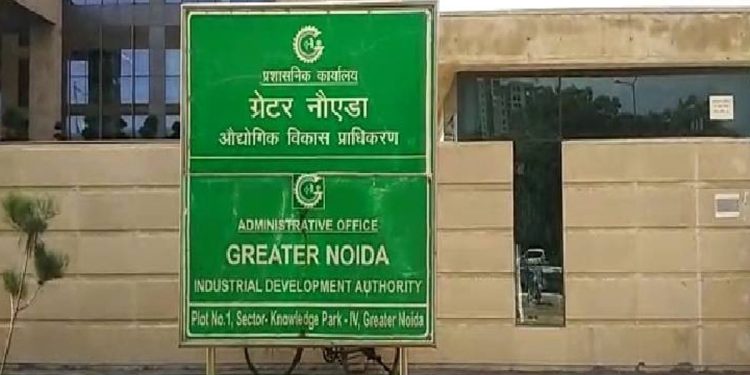 प्रशासनिक कार्यालय
ग्रेटर नौएडा
औद्योगिक विकास प्राधिकरण
ADMINISTRATIVE OFFICE
GREATER NOIDA
INDUSTRIAL DEVELOPMENT AUTHORITY
Plot No.1, Sector- Knowledge Park - IV, Greater Noida